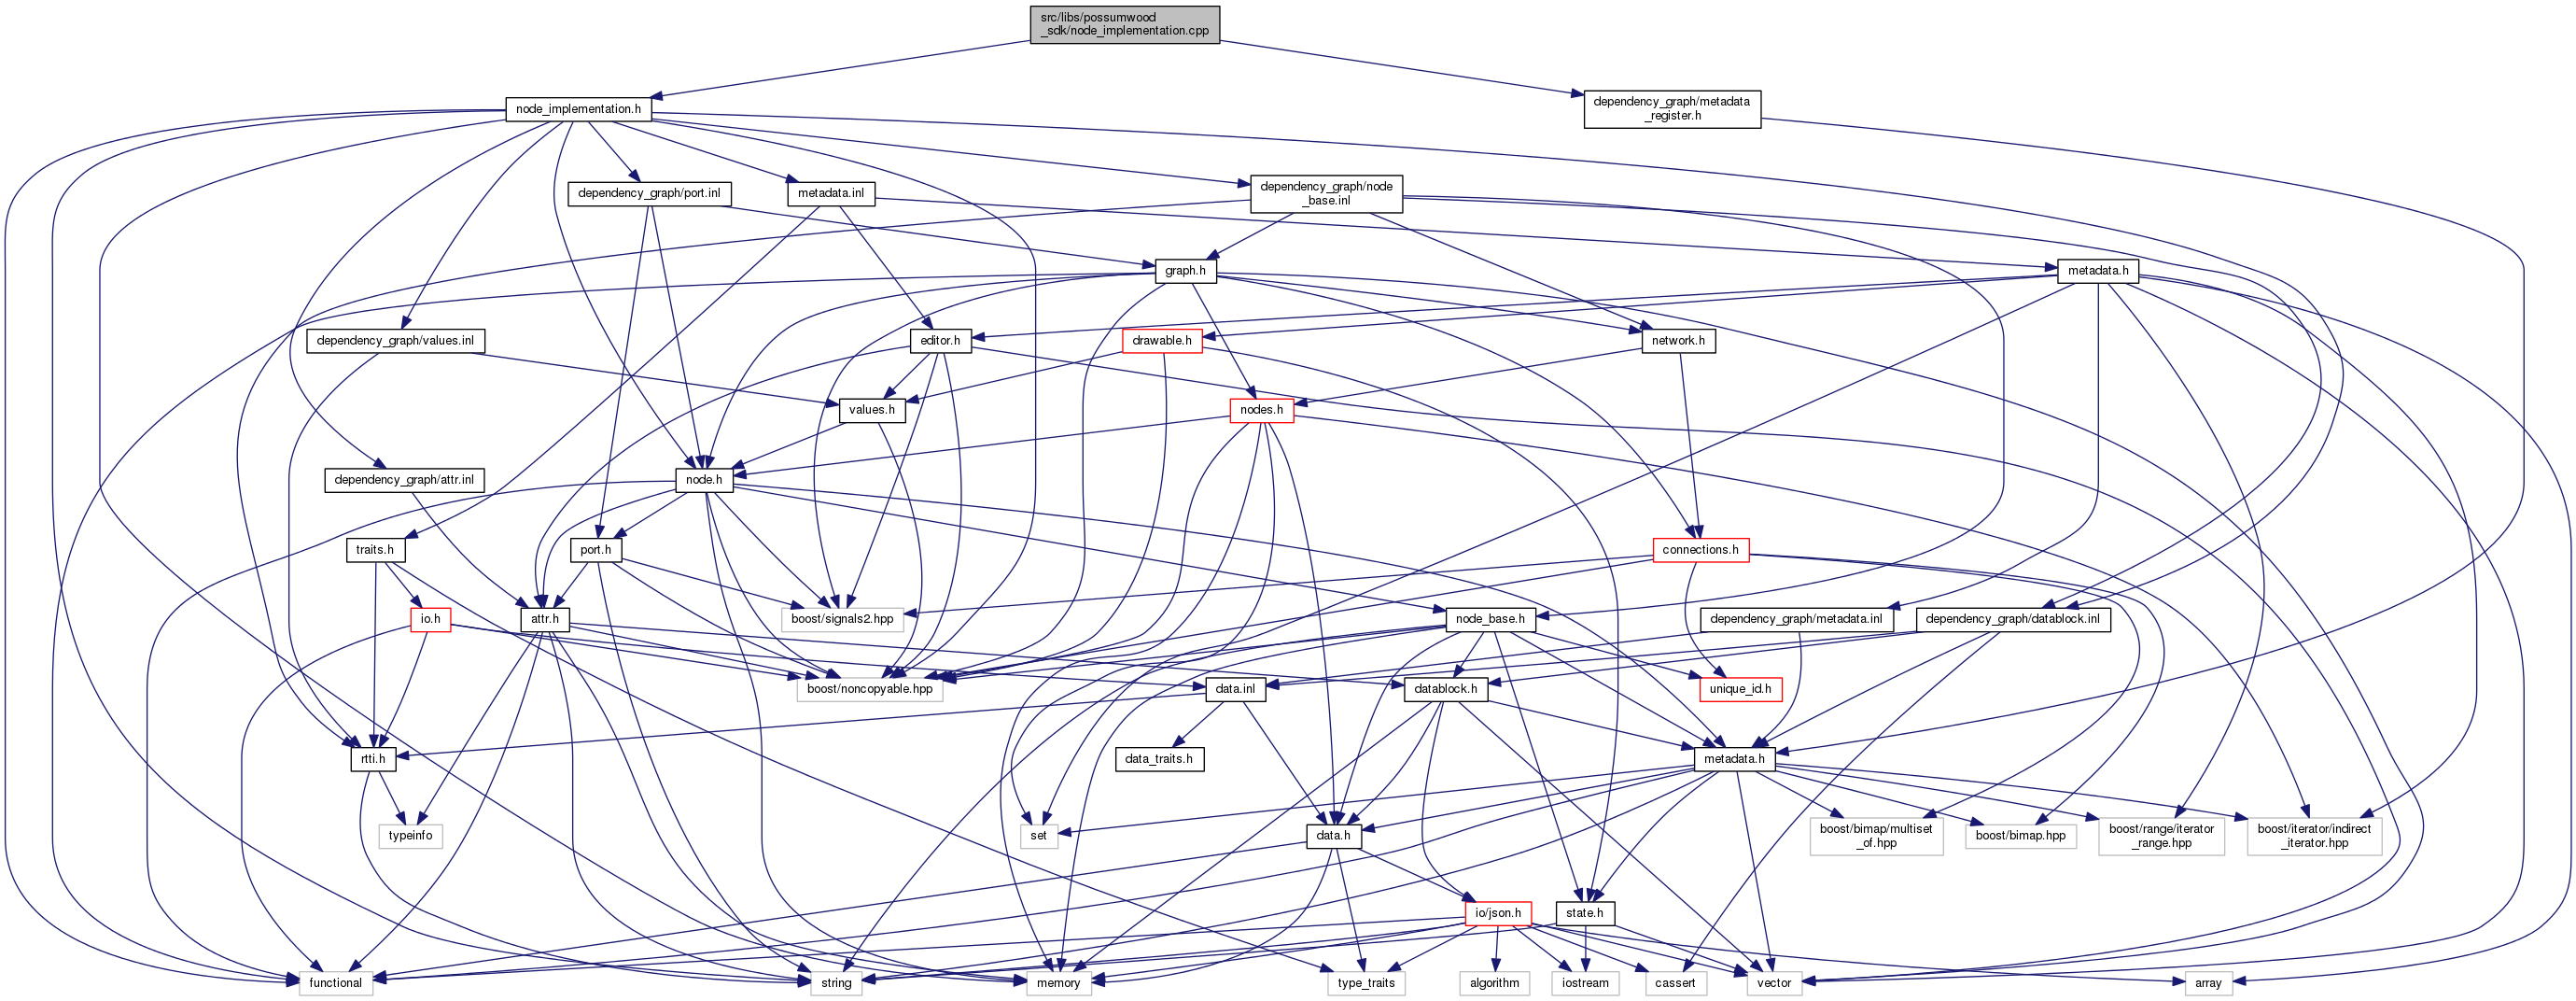 src/libs/possumwood
_sdk/node_implementation.cpp
node_implementation.h
dependency_graph/metadata
_register.h
dependency_graph/port.inl
metadata.inl
dependency_graph/node
_base.inl
graph.h
metadata.h
dependency_graph/values.inl
editor.h
drawable.h
network.h
values.h
nodes.h
dependency_graph/attr.inl
node.h
traits.h
port.h
connections.h
io.h
attr.h
boost/signals2.hpp
node_base.h
dependency_graph/metadata.inl
dependency_graph/datablock.inl
boost/noncopyable.hpp
data.inl
datablock.h
unique_id.h
rtti.h
data_traits.h
metadata.h
typeinfo
set
data.h
boost/bimap/multiset
_of.hpp
boost/bimap.hpp
boost/range/iterator
_range.hpp
boost/iterator/indirect
_iterator.hpp
io/json.h
state.h
functional
string
memory
type_traits
algorithm
iostream
cassert
vector
array